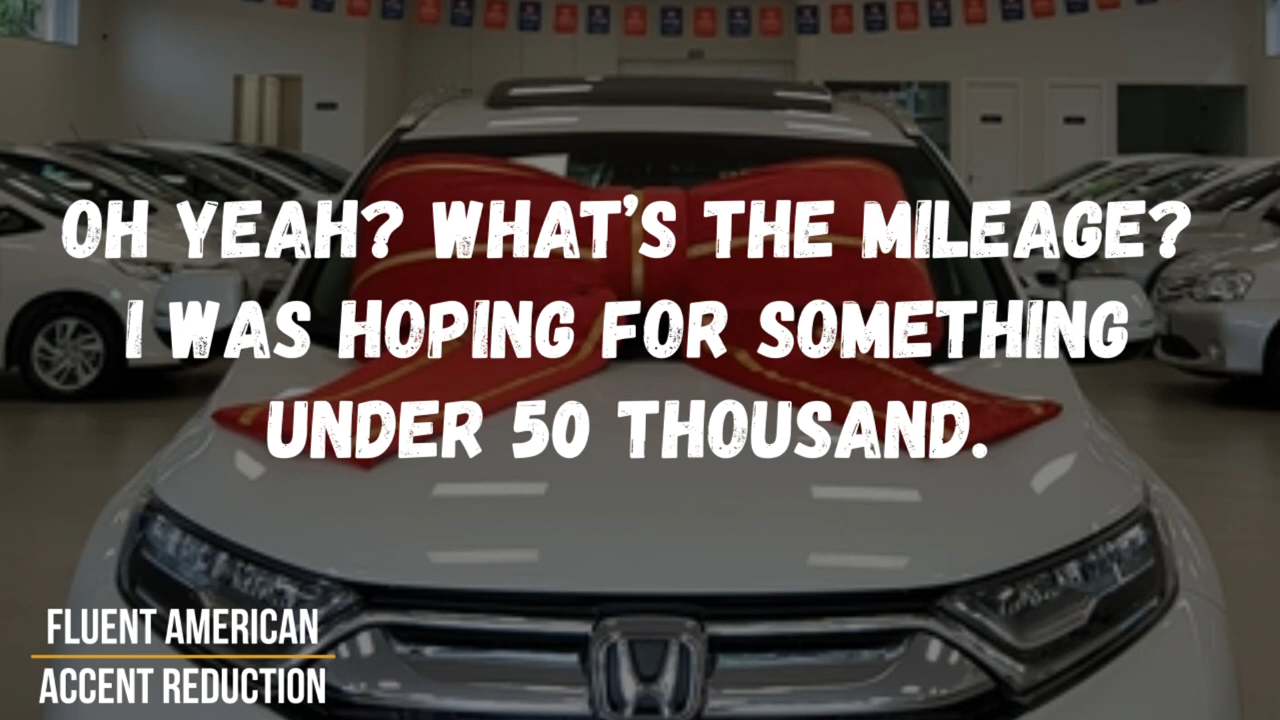 OH YEAH? WHAT'S THE MILEAGE?
I WAS HOPING FOR SOMETHING
UNDER 50 THOUSAND.
FLUENT AMERICAN
ACCENT REDUCTION